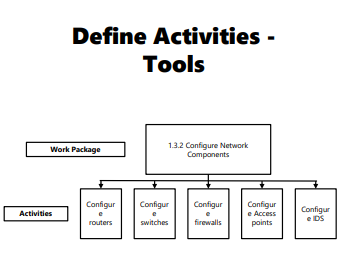 Define Activities -
Tools
Work Package
1.3.2 Configure Network
Components
Activities
Configur
e
routers
Configur
e
switches
Configur
e
firewalls
Configur
e Access
points
Configur
e IDS